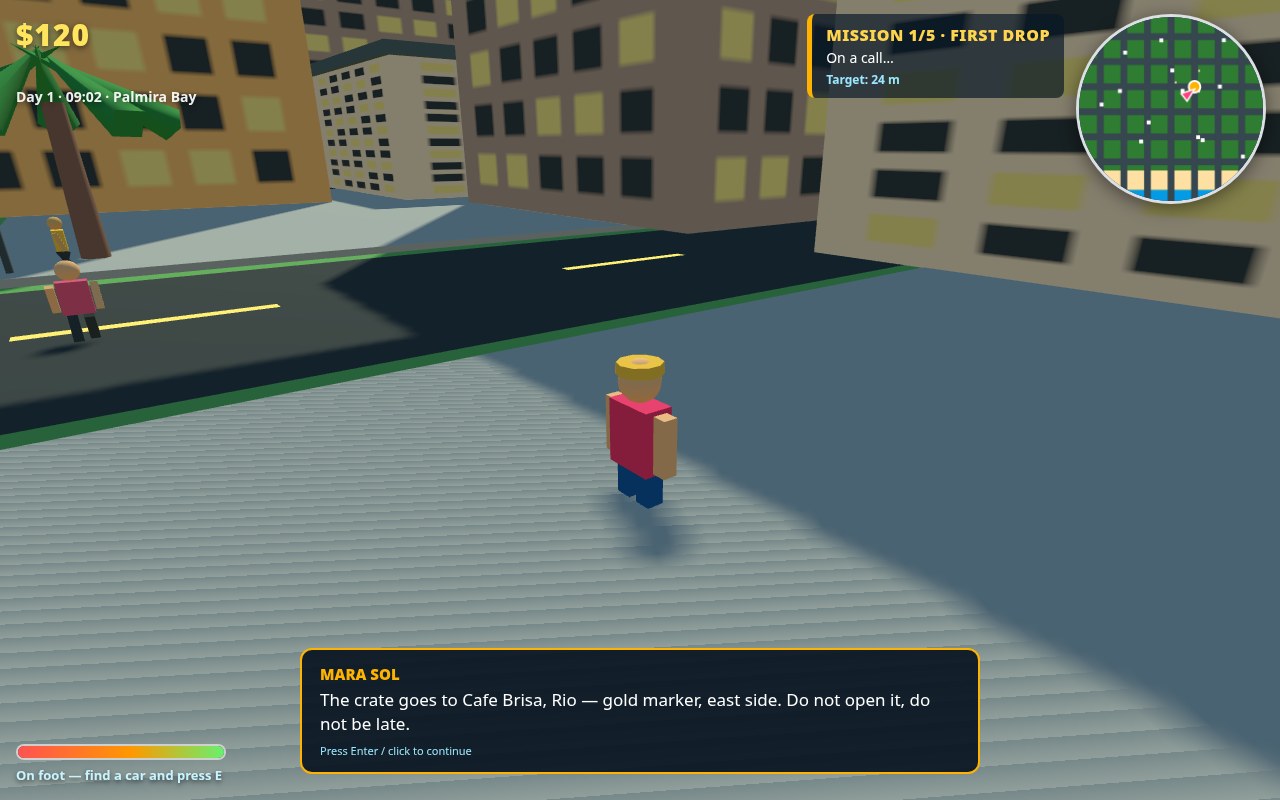 $120
Day 1 · 09:02 · Palmira Bay
MISSION 1/5 · FIRST DROP
On a call...
Target: 24 m
MARA SOL
The crate goes to Cafe Brisa, Rio — gold marker, east side. Do not open it, do
not be late.
Press Enter / click to continue
On foot — find a car and press E